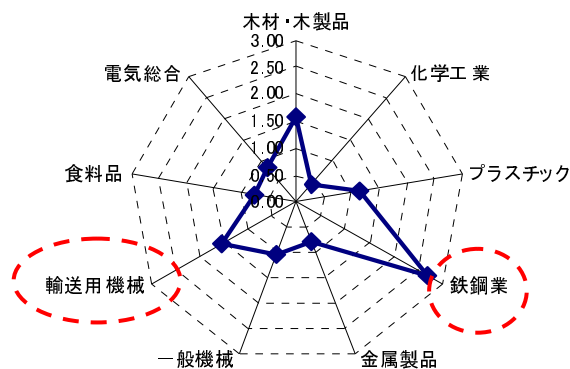 木材・木製品
3.00
2.50
2.00
1.50
1.00
0.50
0.00
化学工業
プラスチック
鉄鋼業
金属製品
一般機械
輸送用機械
食料品
電気総合